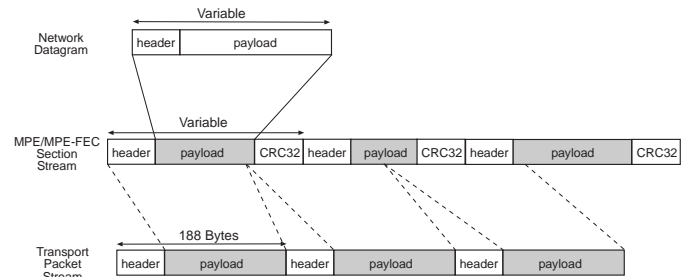 Variable
Network
Datagram
header payload
Variable
MPE/MPE-FEC
Section
Stream
header payload CRC32 header payload CRC32 header payload CRC32
188 Bytes
Transport
Packet
Stream
header payload header payload header payload